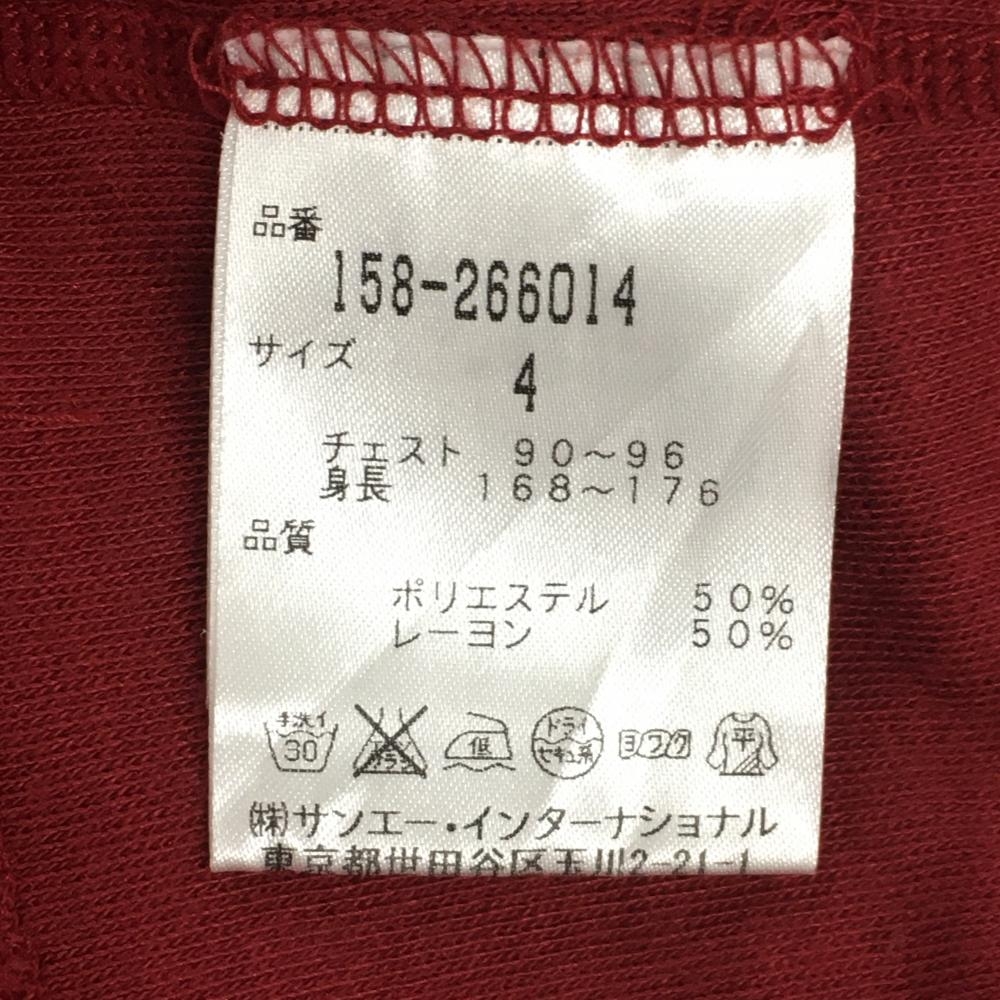 品番
158-266014
サイズ
4
チェスト 90～96
身長 168～176
品質
ポリエステル 50%
レーヨン 50%
手洗イ 30 低 ドライ セキユ系 ヨワク 平
㈱サンエー・インターナショナル
東京都世田谷区玉川2-21-1